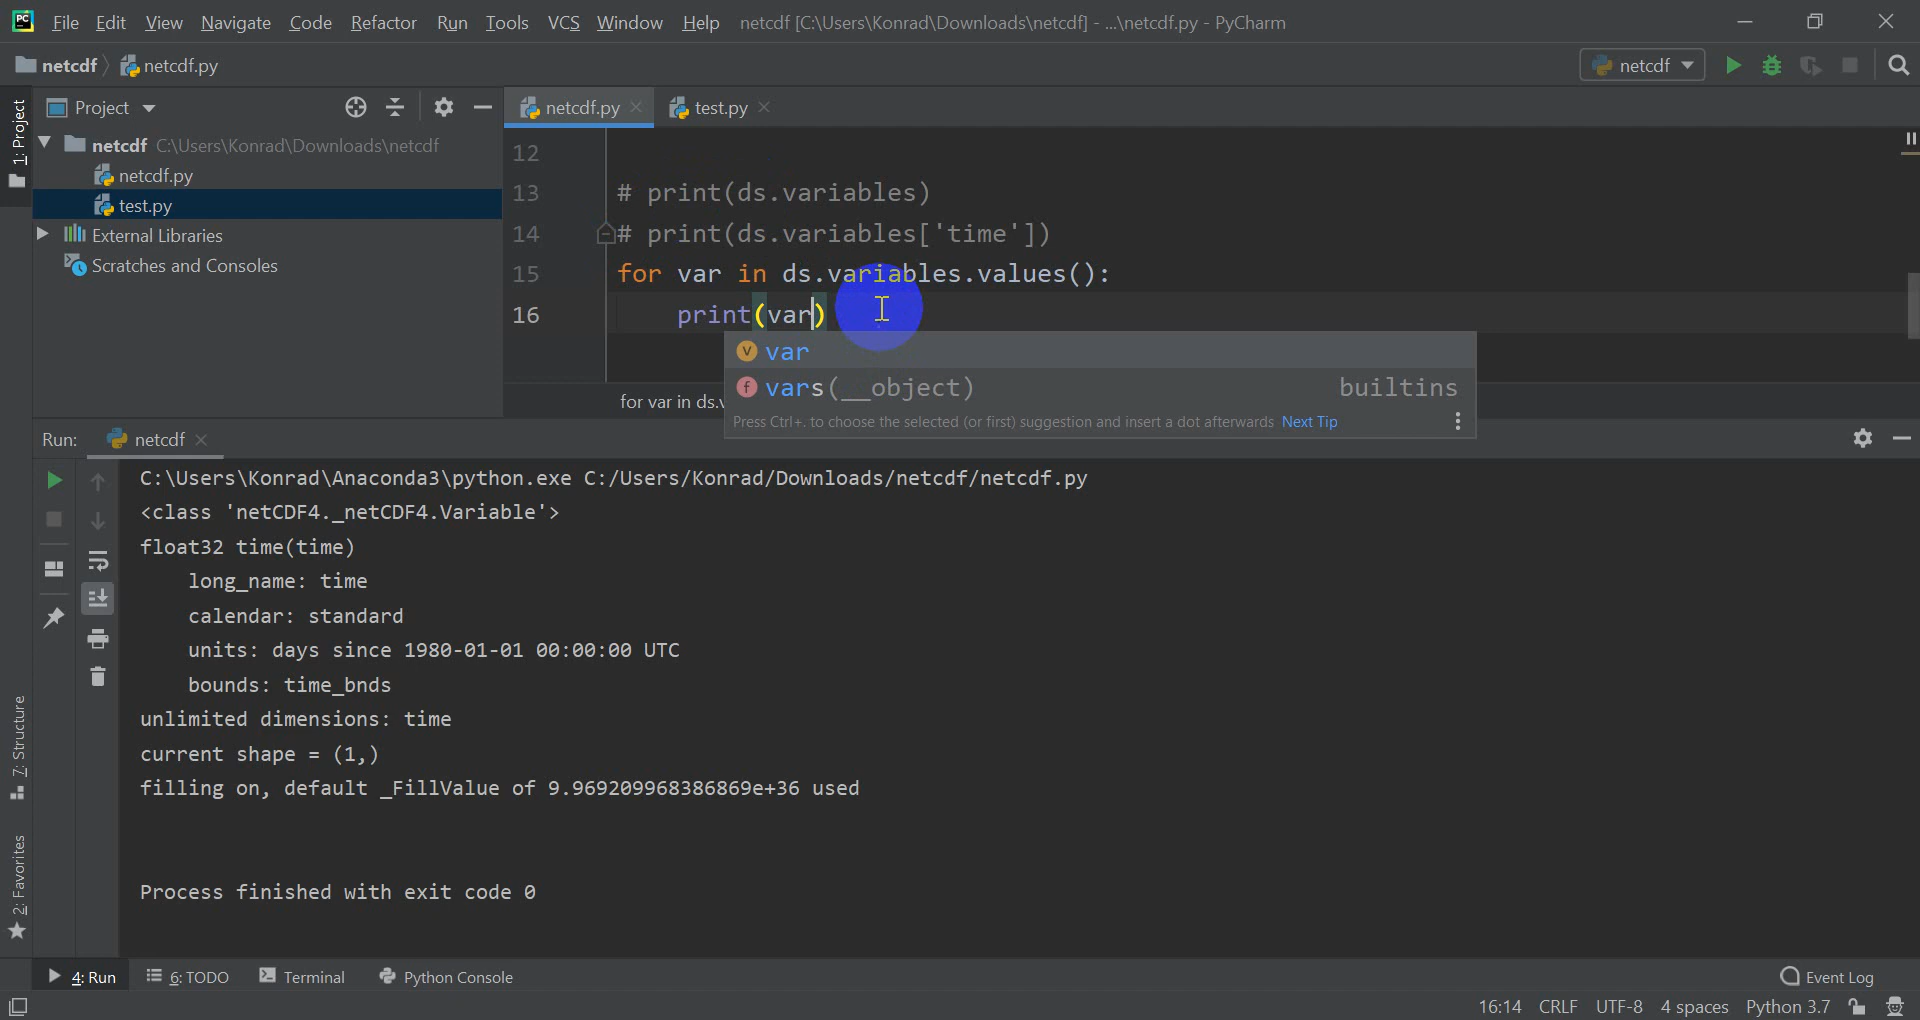 PC File Edit View Navigate Code Refactor Run Tools VCS Window Help netcdf [C:\Users\Konrad\Downloads\netcdf] - ...\netcdf.py - PyCharm
netcdf netcdf.py netcdf
1: Project
Project netcdf.py test.py
netcdf C:\Users\Konrad\Downloads\netcdf
netcdf.py
test.py
External Libraries
Scratches and Consoles
12
13 # print(ds.variables)
14 # print(ds.variables['time'])
15 for var in ds.variables.values():
16 print(var)
v var
f vars(__object) builtins
Press Ctrl+. to choose the selected (or first) suggestion and insert a dot afterwards Next Tip
for var in ds.v
Run: netcdf
C:\Users\Konrad\Anaconda3\python.exe C:/Users/Konrad/Downloads/netcdf/netcdf.py
<class 'netCDF4._netCDF4.Variable'>
float32 time(time)
long_name: time
calendar: standard
units: days since 1980-01-01 00:00:00 UTC
bounds: time_bnds
unlimited dimensions: time
current shape = (1,)
filling on, default _FillValue of 9.969209968386869e+36 used
Process finished with exit code 0
7: Structure
2: Favorites
4: Run 6: TODO Terminal Python Console Event Log
16:14 CRLF UTF-8 4 spaces Python 3.7